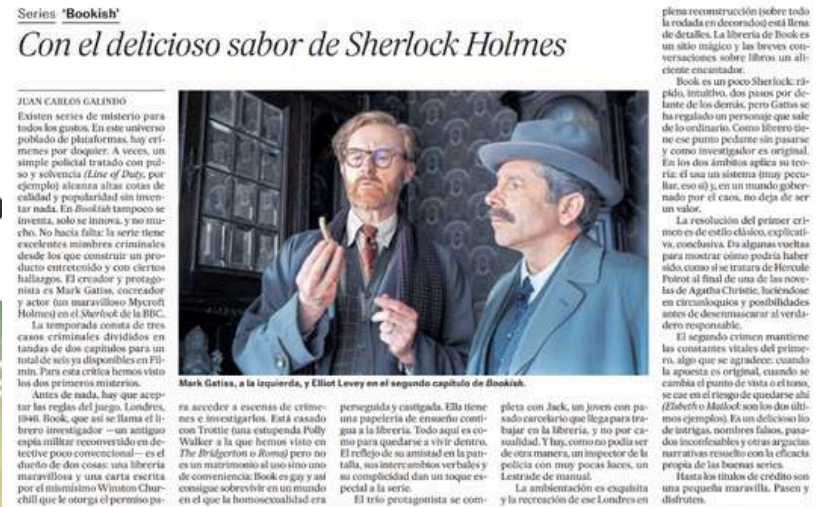 Series 'Bookish'
Con el delicioso sabor de Sherlock Holmes
JUAN CARLOS GALINDO
Existen series de misterio para
todos los gustos. En este universo
poblado de plataformas, hay crí-
menes por doquier. A veces, un
simple policial tratado con pul-
so y solvencia (Line of Duty, por
ejemplo) alcanza altas cotas de
calidad y popularidad sin inven-
tar nada. En Bookish tampoco se
inventa, solo se innova, y no mu-
cho. No hacía falta: la serie tiene
excelentes mimbres criminales
desde los que construir un pro-
ducto entretenido y con ciertos
hallazgos. El creador y protago-
nista es Mark Gatiss, cocreador
y actor (un maravilloso Mycroft
Holmes) en el Sherlock de la BBC.
La temporada consta de tres
casos criminales divididos en
tandas de dos capítulos para un
total de seis ya disponibles en Fil-
min. Para esta crítica hemos visto
los dos primeros misterios.
Antes de nada, hay que acep-
tar las reglas del juego. Londres,
1946. Book, que así se llama el li-
brero investigador —un antiguo
espía militar reconvertido en de-
tective poco convencional— es el
dueño de dos cosas: una librería
maravillosa y una carta escrita
por el mismísimo Winston Chur-
chill que le otorga el permiso pa-
Mark Gatiss, a la izquierda, y Elliot Levey en el segundo capítulo de Bookish.
ra acceder a escenas de críme-
nes e investigarlos. Está casado
con Trottie (una estupenda Polly
Walker a la que hemos visto en
The Bridgerton o Roma) pero no
es un matrimonio al uso sino uno
de conveniencia: Book es gay y así
consigue sobrevivir en un mundo
en el que la homosexualidad era
perseguida y castigada. Ella tiene
una papelería de ensueño conti-
gua a la librería. Todo aquí es co-
mo para quedarse a vivir dentro.
El reflejo de su amistad en la pan-
talla, sus intercambios verbales y
su complicidad dan un toque es-
pecial a la serie.
El trío protagonista se com-
pleta con Jack, un joven con pa-
sado carcelario que llega para tra-
bajar en la librería, y no por ca-
sualidad. Y hay, como no podía ser
de otra manera, un inspector de la
policía con muy pocas luces, un
Lestrade de manual.
La ambientación es exquisita
y la recreación de ese Londres en
plena reconstrucción (sobre todo
la rodada en decorados) está llena
de detalles. La librería de Book es
un sitio mágico y las breves con-
versaciones sobre libros un ali-
ciente encantador.
Book es un poco Sherlock: rá-
pido, intuitivo, dos pasos por de-
lante de los demás, pero Gatiss se
ha regalado un personaje que sale
de lo ordinario. Como librero tie-
ne ese punto pedante sin pasarse
y como investigador es original.
En los dos ámbitos aplica su teo-
ría: él usa un sistema (muy pecu-
liar, eso sí) y, en un mundo gober-
nado por el caos, no deja de ser
un valor.
La resolución del primer cri-
men es de estilo clásico, explicati-
va, conclusiva. Da algunas vueltas
para mostrar cómo podría haber
sido, como si se tratara de Hercule
Poirot al final de una de las nove-
las de Agatha Christie, luciéndose
en circunloquios y posibilidades
antes de desenmascarar al verda-
dero responsable.
El segundo crimen mantiene
las constantes vitales del prime-
ro, algo que se agradece: cuando
la apuesta es original, cuando se
cambia el punto de vista o el tono,
se cae en el riesgo de quedarse ahí
(Elsbeth o Matlock son los dos últi-
mos ejemplos). Es un delicioso lío
de intrigas, nombres falsos, pasa-
dos inconfesables y otras argucias
narrativas resuelto con la eficacia
propia de las buenas series.
Hasta los títulos de crédito son
una pequeña maravilla. Pasen y
disfruten.